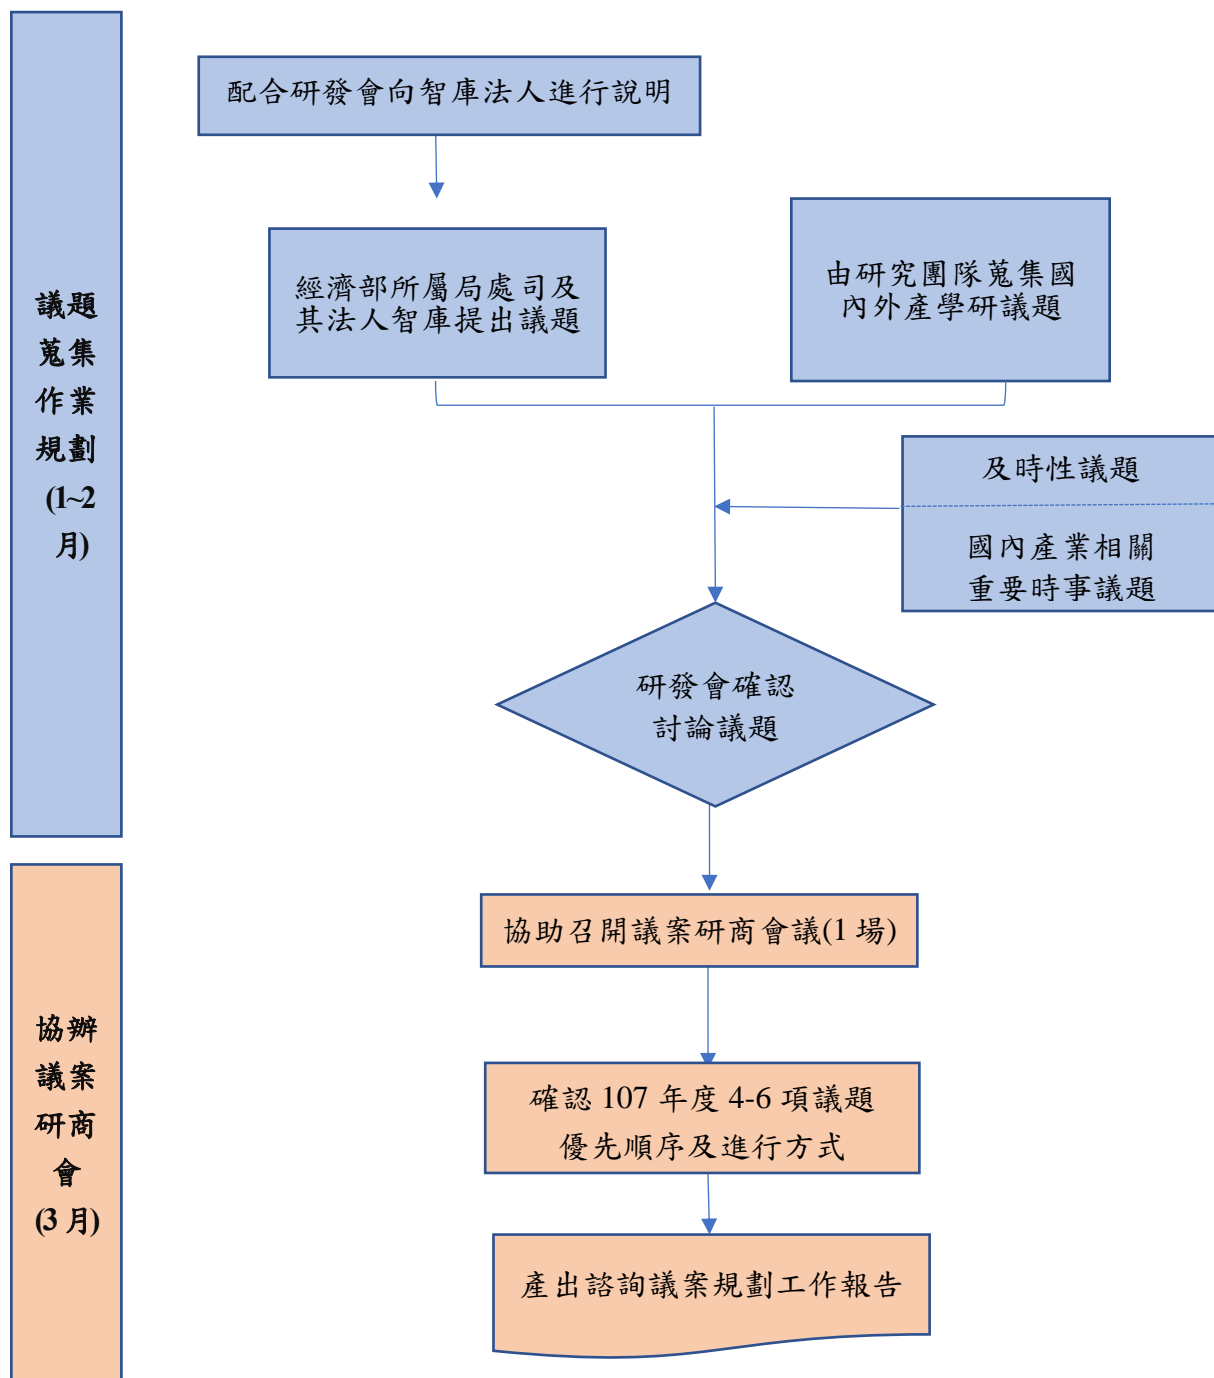 議題
蒐集
作業
規劃
(1~2
月)
配合研發會向智庫法人進行說明
經濟部所屬局處司及
其法人智庫提出議題
由研究團隊蒐集國
內外產學研議題
及時性議題
國內產業相關
重要時事議題
研發會確認
討論議題
協辦
議案
研商
會
(3 月)
協助召開議案研商會議(1 場)
確認 107 年度 4-6 項議題
優先順序及進行方式
產出諮詢議案規劃工作報告